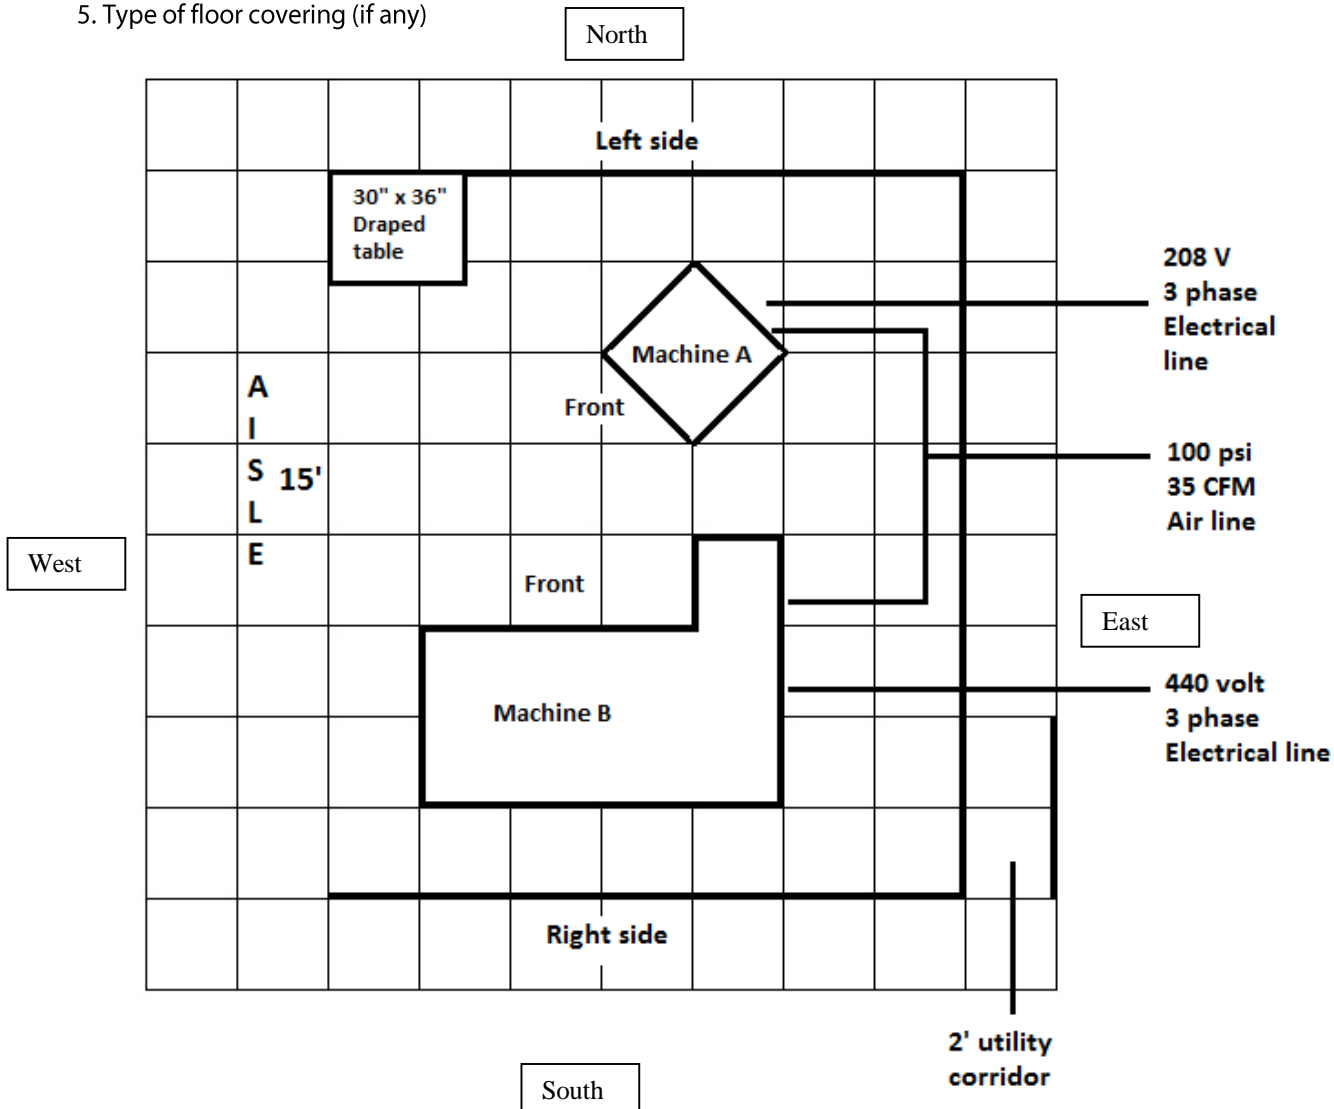 5. Type of floor covering (if any)
North
Left side
30" x 36"
Draped
table
208 V
3 phase
Electrical
line
Machine A
Front
A
I
S
L
E
15'
100 psi
35 CFM
Air line
West
Front
East
Machine B
440 volt
3 phase
Electrical line
Right side
2' utility
corridor
South